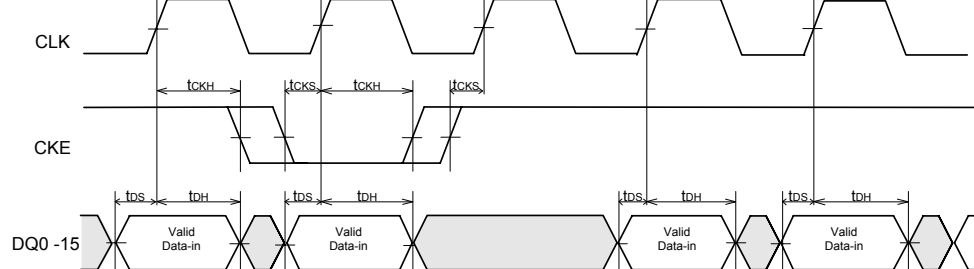 CLK
tCKH tCKS tCKH tCKS
CKE
tDS tDH tDS tDH tDS tDH tDS tDH
DQ0 -15
Valid Data-in
Valid Data-in
Valid Data-in
Valid Data-in